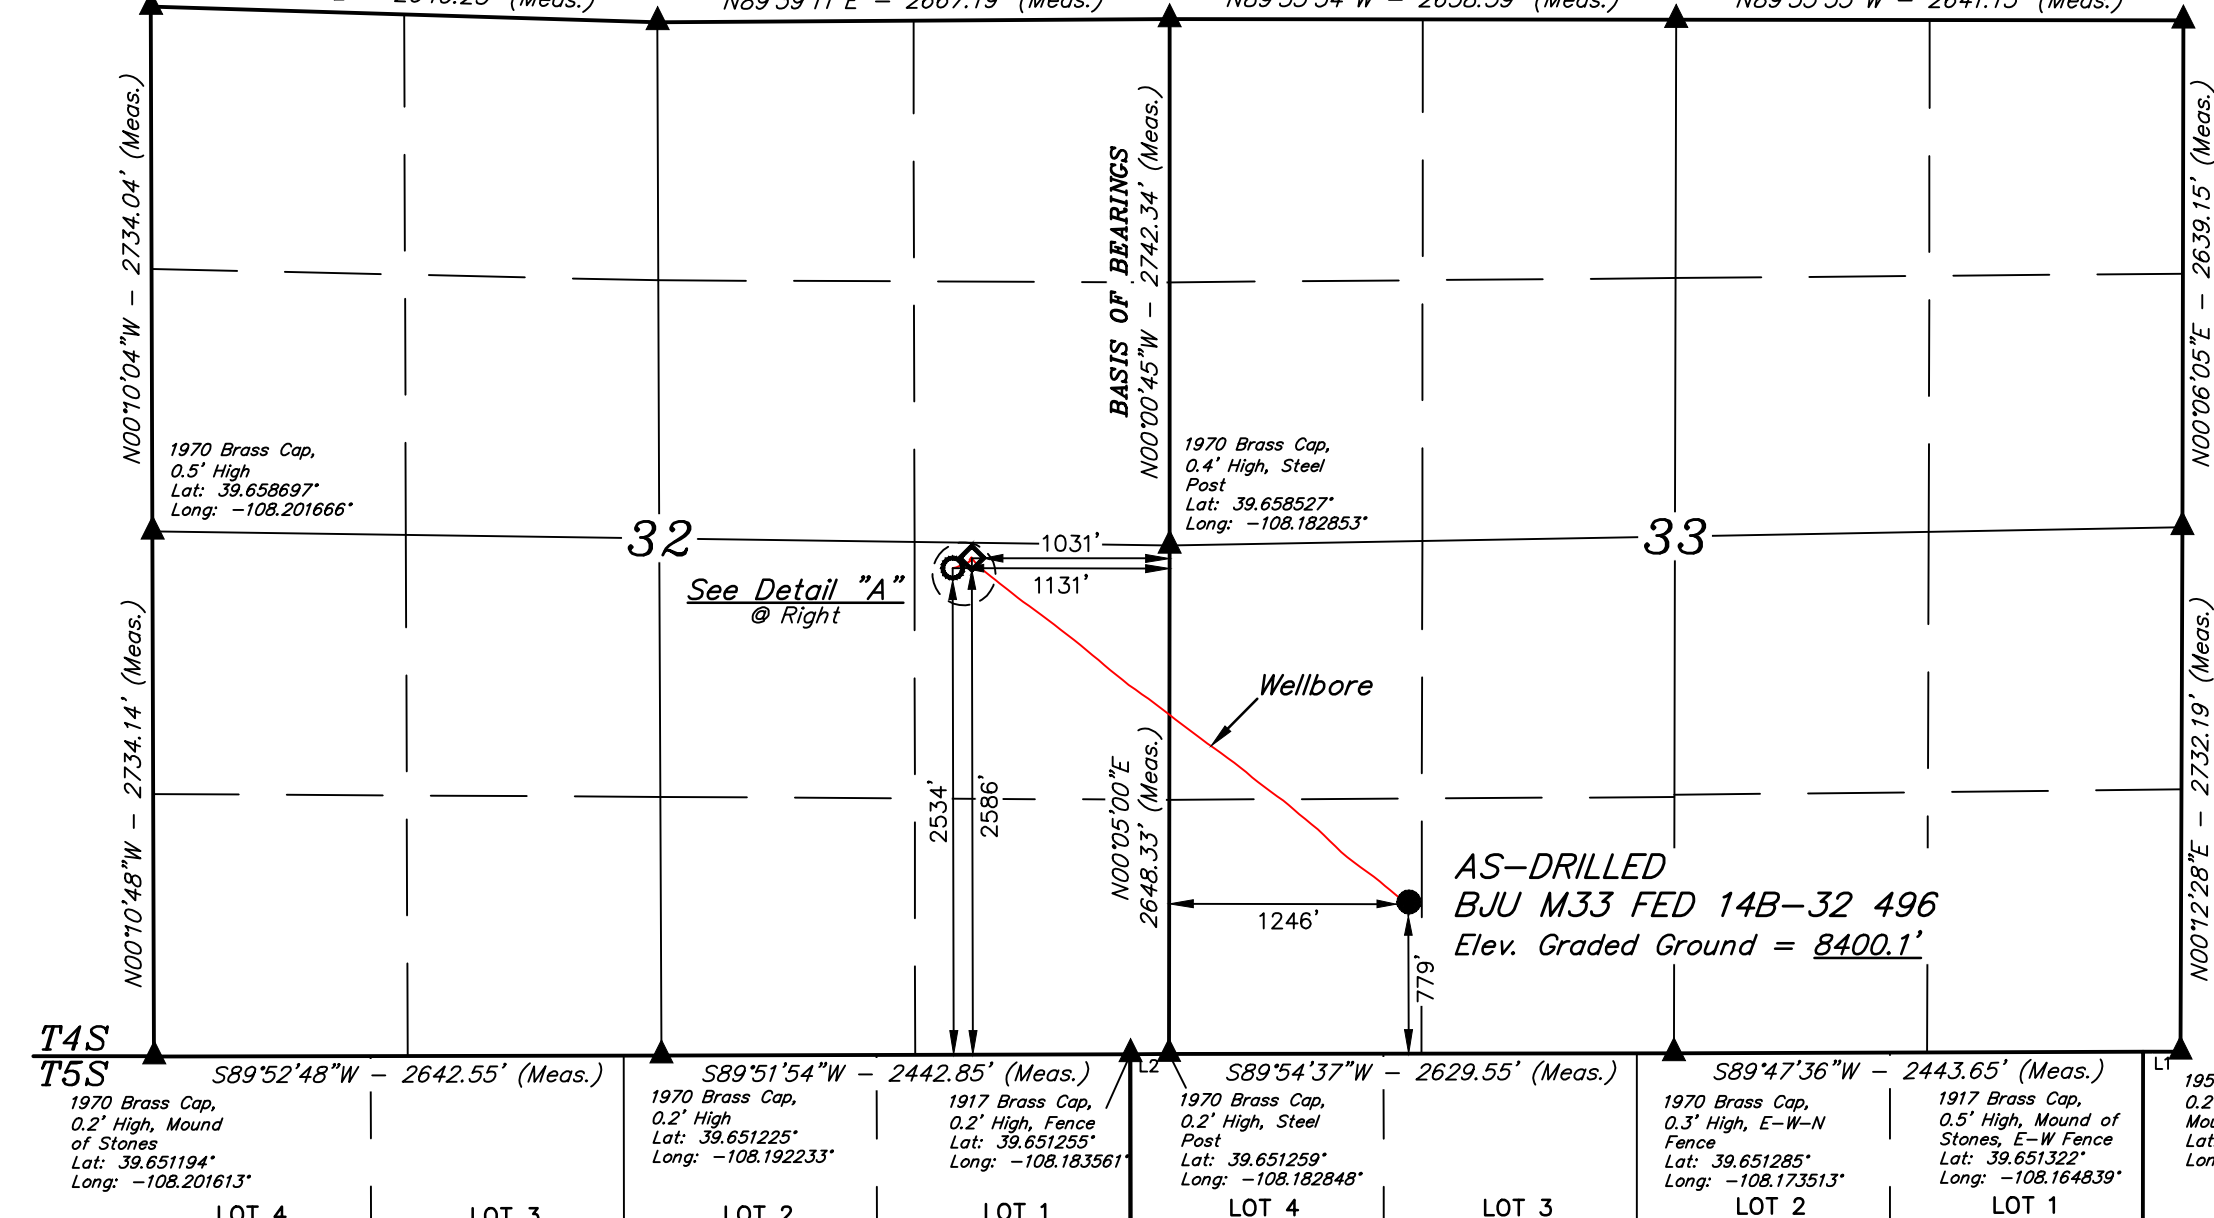 N89°59'11"E - 2667.19' (Meas.)
N00°10'04"W - 2734.04' (Meas.)
BASIS OF BEARINGS
N00°00'45"W - 2742.34' (Meas.)
N00°06'05"E - 2639.15' (Meas.)
1970 Brass Cap,
0.5' High
Lat: 39.658697°
Long: -108.201666°
1970 Brass Cap,
0.4' High, Steel
Post
Lat: 39.658527°
Long: -108.182853°
32
33
1031'
1131'
See Detail "A"
@ Right
Wellbore
N00°10'48"W - 2734.14' (Meas.)
2534'
2586'
N00°05'00"E
2648.33' (Meas.)
N00°12'28"E - 2732.19' (Meas.)
AS-DRILLED
BJU M33 FED 14B-32 496
Elev. Graded Ground = 8400.1'
1246'
779'
T4S
T5S
S89°52'48"W - 2642.55' (Meas.)
S89°51'54"W - 2442.85' (Meas.)
L2
S89°54'37"W - 2629.55' (Meas.)
S89°47'36"W - 2443.65' (Meas.)
L1
1970 Brass Cap,
0.2' High, Mound
of Stones
Lat: 39.651194°
Long: -108.201613°
1970 Brass Cap,
0.2' High
Lat: 39.651225°
Long: -108.192233°
1917 Brass Cap,
0.2' High, Fence
Lat: 39.651255°
Long: -108.183561°
1970 Brass Cap,
0.2' High, Steel
Post
Lat: 39.651259°
Long: -108.182848°
1970 Brass Cap,
0.3' High, E-W-N
Fence
Lat: 39.651285°
Long: -108.173513°
1917 Brass Cap,
0.5' High, Mound of
Stones, E-W Fence
Lat: 39.651322°
Long: -108.164839°
LOT 4
LOT 3
LOT 2
LOT 1
LOT 4
LOT 3
LOT 2
LOT 1